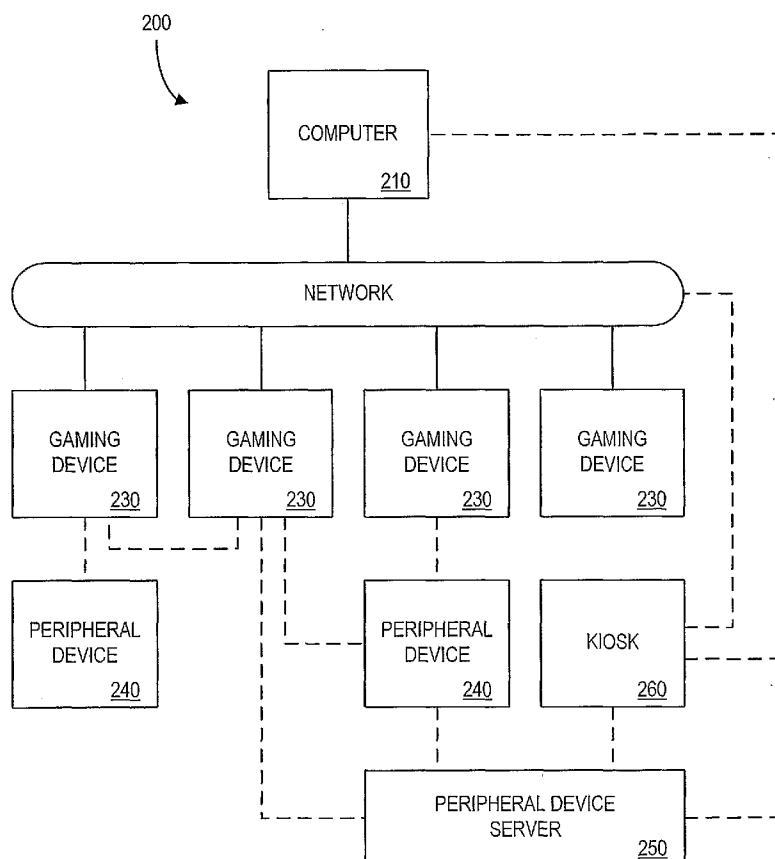 200
COMPUTER
210
NETWORK
GAMING
DEVICE
230
GAMING
DEVICE
230
GAMING
DEVICE
230
GAMING
DEVICE
230
PERIPHERAL
DEVICE
240
PERIPHERAL
DEVICE
240
KIOSK
260
PERIPHERAL DEVICE
SERVER
250